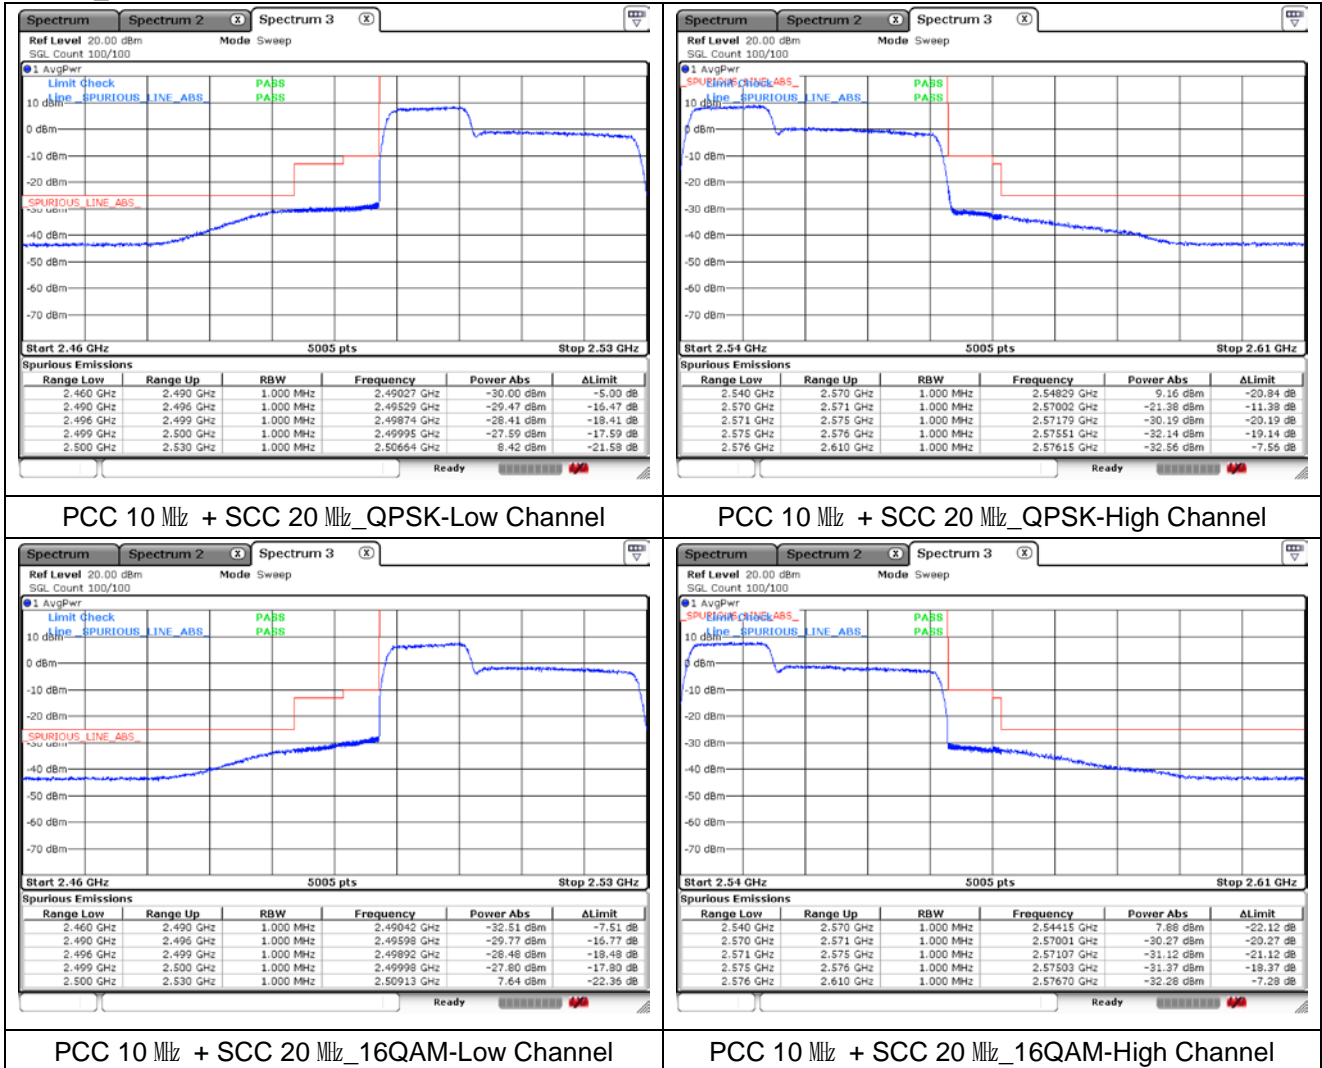 Spectrum Spectrum 2 X Spectrum 3 X
Ref Level 20.00 dBm Mode Sweep
SGL Count 100/100
1 AvgPwr
Limit Check PASS
10 dBm Line _SPURIOUS_LINE_ABS_ PASS
0 dBm
-10 dBm
-20 dBm
_SPURIOUS_LINE_ABS_
-30 dBm
-40 dBm
-50 dBm
-60 dBm
-70 dBm
Start 2.46 GHz 5005 pts Stop 2.53 GHz
Spurious Emissions
Range Low Range Up RBW Frequency Power Abs ΔLimit
2.460 GHz 2.490 GHz 1.000 MHz 2.49027 GHz -30.00 dBm -5.00 dB
2.490 GHz 2.496 GHz 1.000 MHz 2.49529 GHz -29.47 dBm -16.47 dB
2.496 GHz 2.499 GHz 1.000 MHz 2.49874 GHz -28.41 dBm -18.41 dB
2.499 GHz 2.500 GHz 1.000 MHz 2.49995 GHz -27.59 dBm -17.59 dB
2.500 GHz 2.530 GHz 1.000 MHz 2.50664 GHz 8.42 dBm -21.58 dB
Ready
PCC 10 ㎒ + SCC 20 ㎒_QPSK-Low Channel
Spectrum Spectrum 2 X Spectrum 3 X
Ref Level 20.00 dBm Mode Sweep
SGL Count 100/100
1 AvgPwr
_SPURIOUS_LINE_ABS_
Limit Check PASS
10 dBm Line _SPURIOUS_LINE_ABS_ PASS
0 dBm
-10 dBm
-20 dBm
-30 dBm
-40 dBm
-50 dBm
-60 dBm
-70 dBm
Start 2.54 GHz 5005 pts Stop 2.61 GHz
Spurious Emissions
Range Low Range Up RBW Frequency Power Abs ΔLimit
2.540 GHz 2.570 GHz 1.000 MHz 2.54829 GHz 9.16 dBm -20.84 dB
2.570 GHz 2.571 GHz 1.000 MHz 2.57002 GHz -21.38 dBm -11.38 dB
2.571 GHz 2.575 GHz 1.000 MHz 2.57179 GHz -30.19 dBm -20.19 dB
2.575 GHz 2.576 GHz 1.000 MHz 2.57551 GHz -32.14 dBm -19.14 dB
2.576 GHz 2.610 GHz 1.000 MHz 2.57615 GHz -32.56 dBm -7.56 dB
Ready
PCC 10 ㎒ + SCC 20 ㎒_QPSK-High Channel
Spectrum Spectrum 2 X Spectrum 3 X
Ref Level 20.00 dBm Mode Sweep
SGL Count 100/100
1 AvgPwr
Limit Check PASS
10 dBm Line _SPURIOUS_LINE_ABS_ PASS
0 dBm
-10 dBm
-20 dBm
_SPURIOUS_LINE_ABS_
-30 dBm
-40 dBm
-50 dBm
-60 dBm
-70 dBm
Start 2.46 GHz 5005 pts Stop 2.53 GHz
Spurious Emissions
Range Low Range Up RBW Frequency Power Abs ΔLimit
2.460 GHz 2.490 GHz 1.000 MHz 2.49042 GHz -32.51 dBm -7.51 dB
2.490 GHz 2.496 GHz 1.000 MHz 2.49598 GHz -29.77 dBm -16.77 dB
2.496 GHz 2.499 GHz 1.000 MHz 2.49892 GHz -28.48 dBm -18.48 dB
2.499 GHz 2.500 GHz 1.000 MHz 2.49998 GHz -27.80 dBm -17.80 dB
2.500 GHz 2.530 GHz 1.000 MHz 2.50913 GHz 7.64 dBm -22.36 dB
Ready
PCC 10 ㎒ + SCC 20 ㎒_16QAM-Low Channel
Spectrum Spectrum 2 X Spectrum 3 X
Ref Level 20.00 dBm Mode Sweep
SGL Count 100/100
1 AvgPwr
_SPURIOUS_LINE_ABS_
Limit Check PASS
10 dBm Line _SPURIOUS_LINE_ABS_ PASS
0 dBm
-10 dBm
-20 dBm
-30 dBm
-40 dBm
-50 dBm
-60 dBm
-70 dBm
Start 2.54 GHz 5005 pts Stop 2.61 GHz
Spurious Emissions
Range Low Range Up RBW Frequency Power Abs ΔLimit
2.540 GHz 2.570 GHz 1.000 MHz 2.54415 GHz 7.88 dBm -22.12 dB
2.570 GHz 2.571 GHz 1.000 MHz 2.57001 GHz -30.27 dBm -20.27 dB
2.571 GHz 2.575 GHz 1.000 MHz 2.57107 GHz -31.12 dBm -21.12 dB
2.575 GHz 2.576 GHz 1.000 MHz 2.57503 GHz -31.37 dBm -18.37 dB
2.576 GHz 2.610 GHz 1.000 MHz 2.57670 GHz -32.28 dBm -7.28 dB
Ready
PCC 10 ㎒ + SCC 20 ㎒_16QAM-High Channel